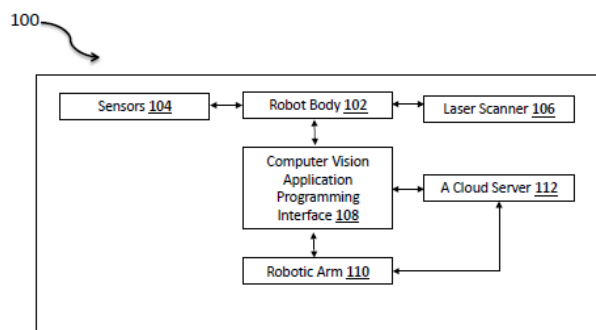 100
Sensors 104
Robot Body 102
Laser Scanner 106
Computer Vision
Application
Programming
Interface 108
A Cloud Server 112
Robotic Arm 110